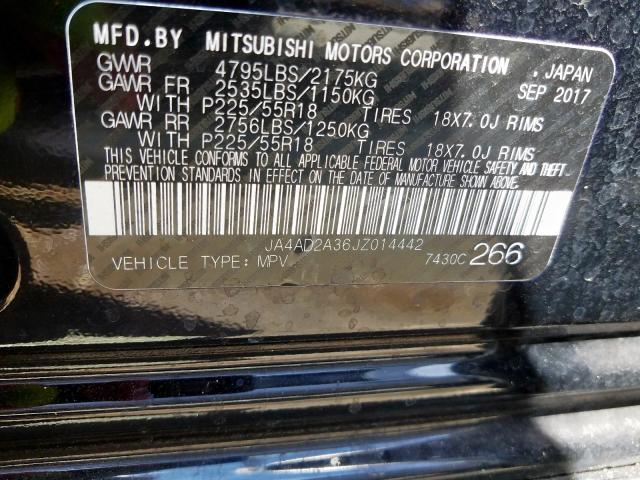 MFD.BY MITSUBISHI MOTORS CORPORATION . JAPAN
GVWR 4795LBS/2175KG SEP 2017
GAWR FR 2535LBS/1150KG
WITH P225/55R18 TIRES 18X7.0J RIMS
GAWR RR 2756LBS/1250KG
WITH P225/55R18 TIRES 18X7.0J RIMS
THIS VEHICLE CONFORMS TO ALL APPLICABLE FEDERAL MOTOR VEHICLE SAFETY AND THEFT
PREVENTION STANDARDS IN EFFECT ON THE DATE OF MANUFACTURE SHOWN ABOVE.
JA4AD2A36JZ014442
VEHICLE TYPE: MPV 7430C 266